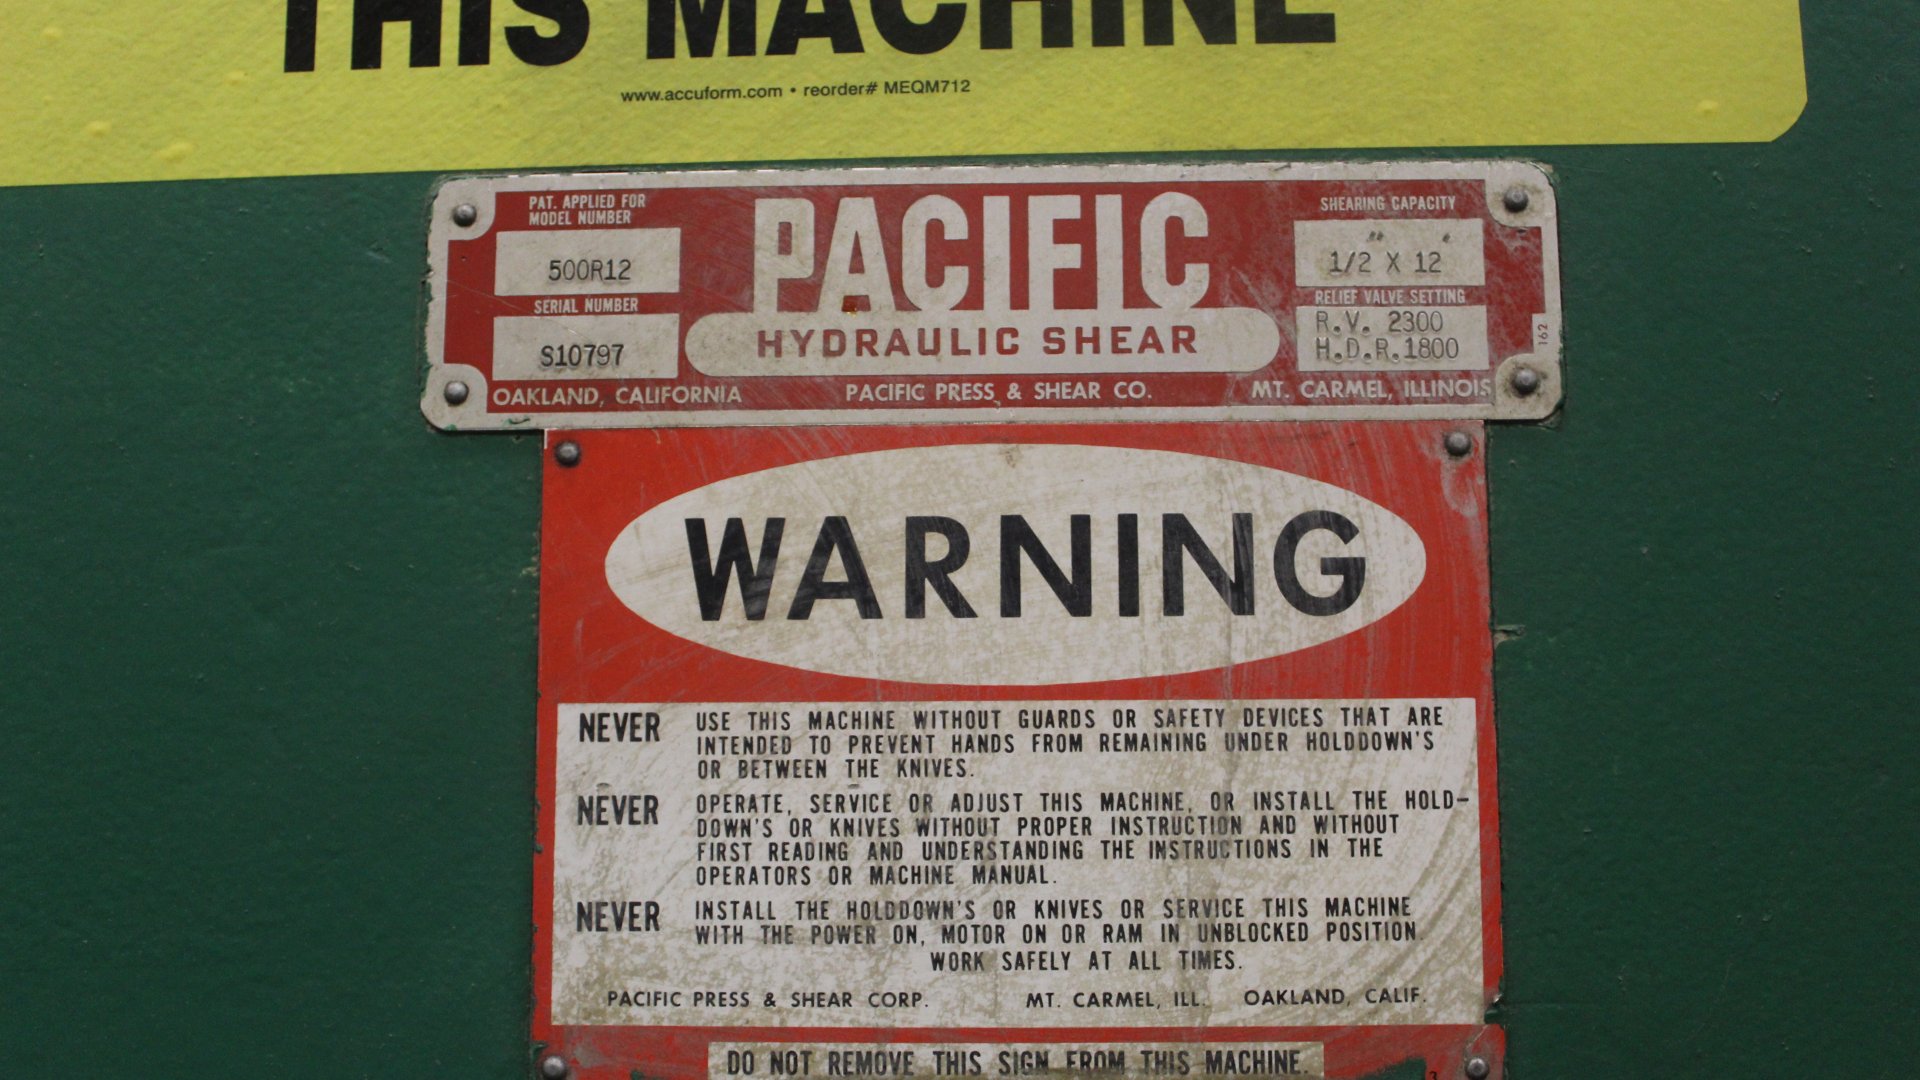 THIS MACHINE
www.accuform.com • reorder# MEQM712
PAT. APPLIED FOR
MODEL NUMBER
500R12
SERIAL NUMBER
S10797
PACIFIC
HYDRAULIC SHEAR
SHEARING CAPACITY
1/2" X 12'
RELIEF VALVE SETTING
R.V. 2300
H.D.R.1800
162
OAKLAND, CALIFORNIA PACIFIC PRESS & SHEAR CO. MT. CARMEL, ILLINOIS
WARNING
NEVER USE THIS MACHINE WITHOUT GUARDS OR SAFETY DEVICES THAT ARE
INTENDED TO PREVENT HANDS FROM REMAINING UNDER HOLDDOWN'S
OR BETWEEN THE KNIVES.
NEVER OPERATE, SERVICE OR ADJUST THIS MACHINE, OR INSTALL THE HOLD-
DOWN'S OR KNIVES WITHOUT PROPER INSTRUCTION AND WITHOUT
FIRST READING AND UNDERSTANDING THE INSTRUCTIONS IN THE
OPERATORS OR MACHINE MANUAL.
NEVER INSTALL THE HOLDDOWN'S OR KNIVES OR SERVICE THIS MACHINE
WITH THE POWER ON, MOTOR ON OR RAM IN UNBLOCKED POSITION.
WORK SAFELY AT ALL TIMES.
PACIFIC PRESS & SHEAR CORP. MT. CARMEL, ILL. OAKLAND, CALIF.
DO NOT REMOVE THIS SIGN FROM THIS MACHINE.
3